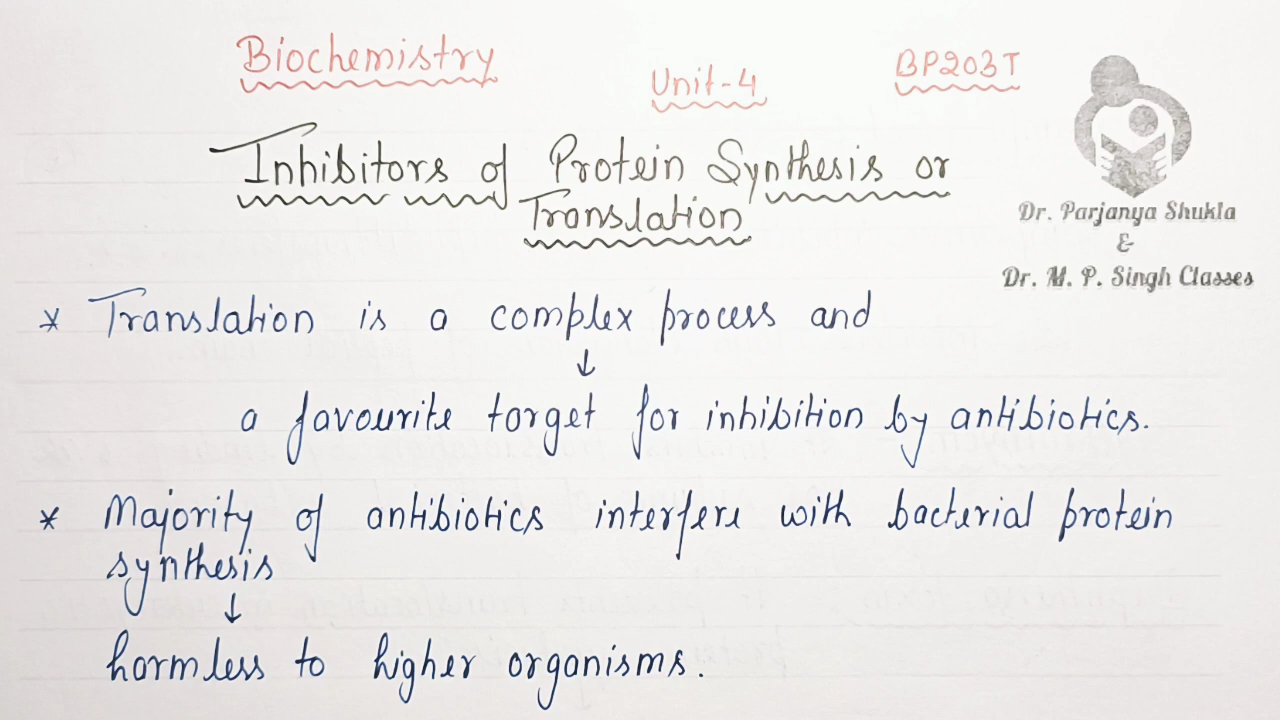 Biochemistry
Unit-4
BP203T
Inhibitors of Protein Synthesis or
Translation
Dr. Parjanya Shukla
&
Dr. M. P. Singh Classes
* Translation is a complex process and
↓
a favourite target for inhibition by antibiotics.
* Majority of antibiotics interfere with bacterial protein
synthesis
↓
harmless to higher organisms.